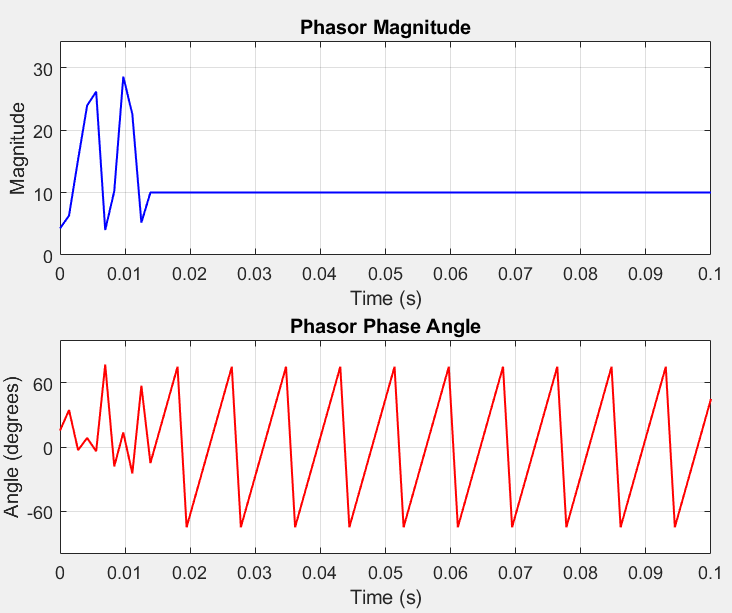 Phasor Magnitude
Magnitude
30
20
10
0
0 0.01 0.02 0.03 0.04 0.05 0.06 0.07 0.08 0.09 0.1
Time (s)
Phasor Phase Angle
Angle (degrees)
60
0
-60
0 0.01 0.02 0.03 0.04 0.05 0.06 0.07 0.08 0.09 0.1
Time (s)